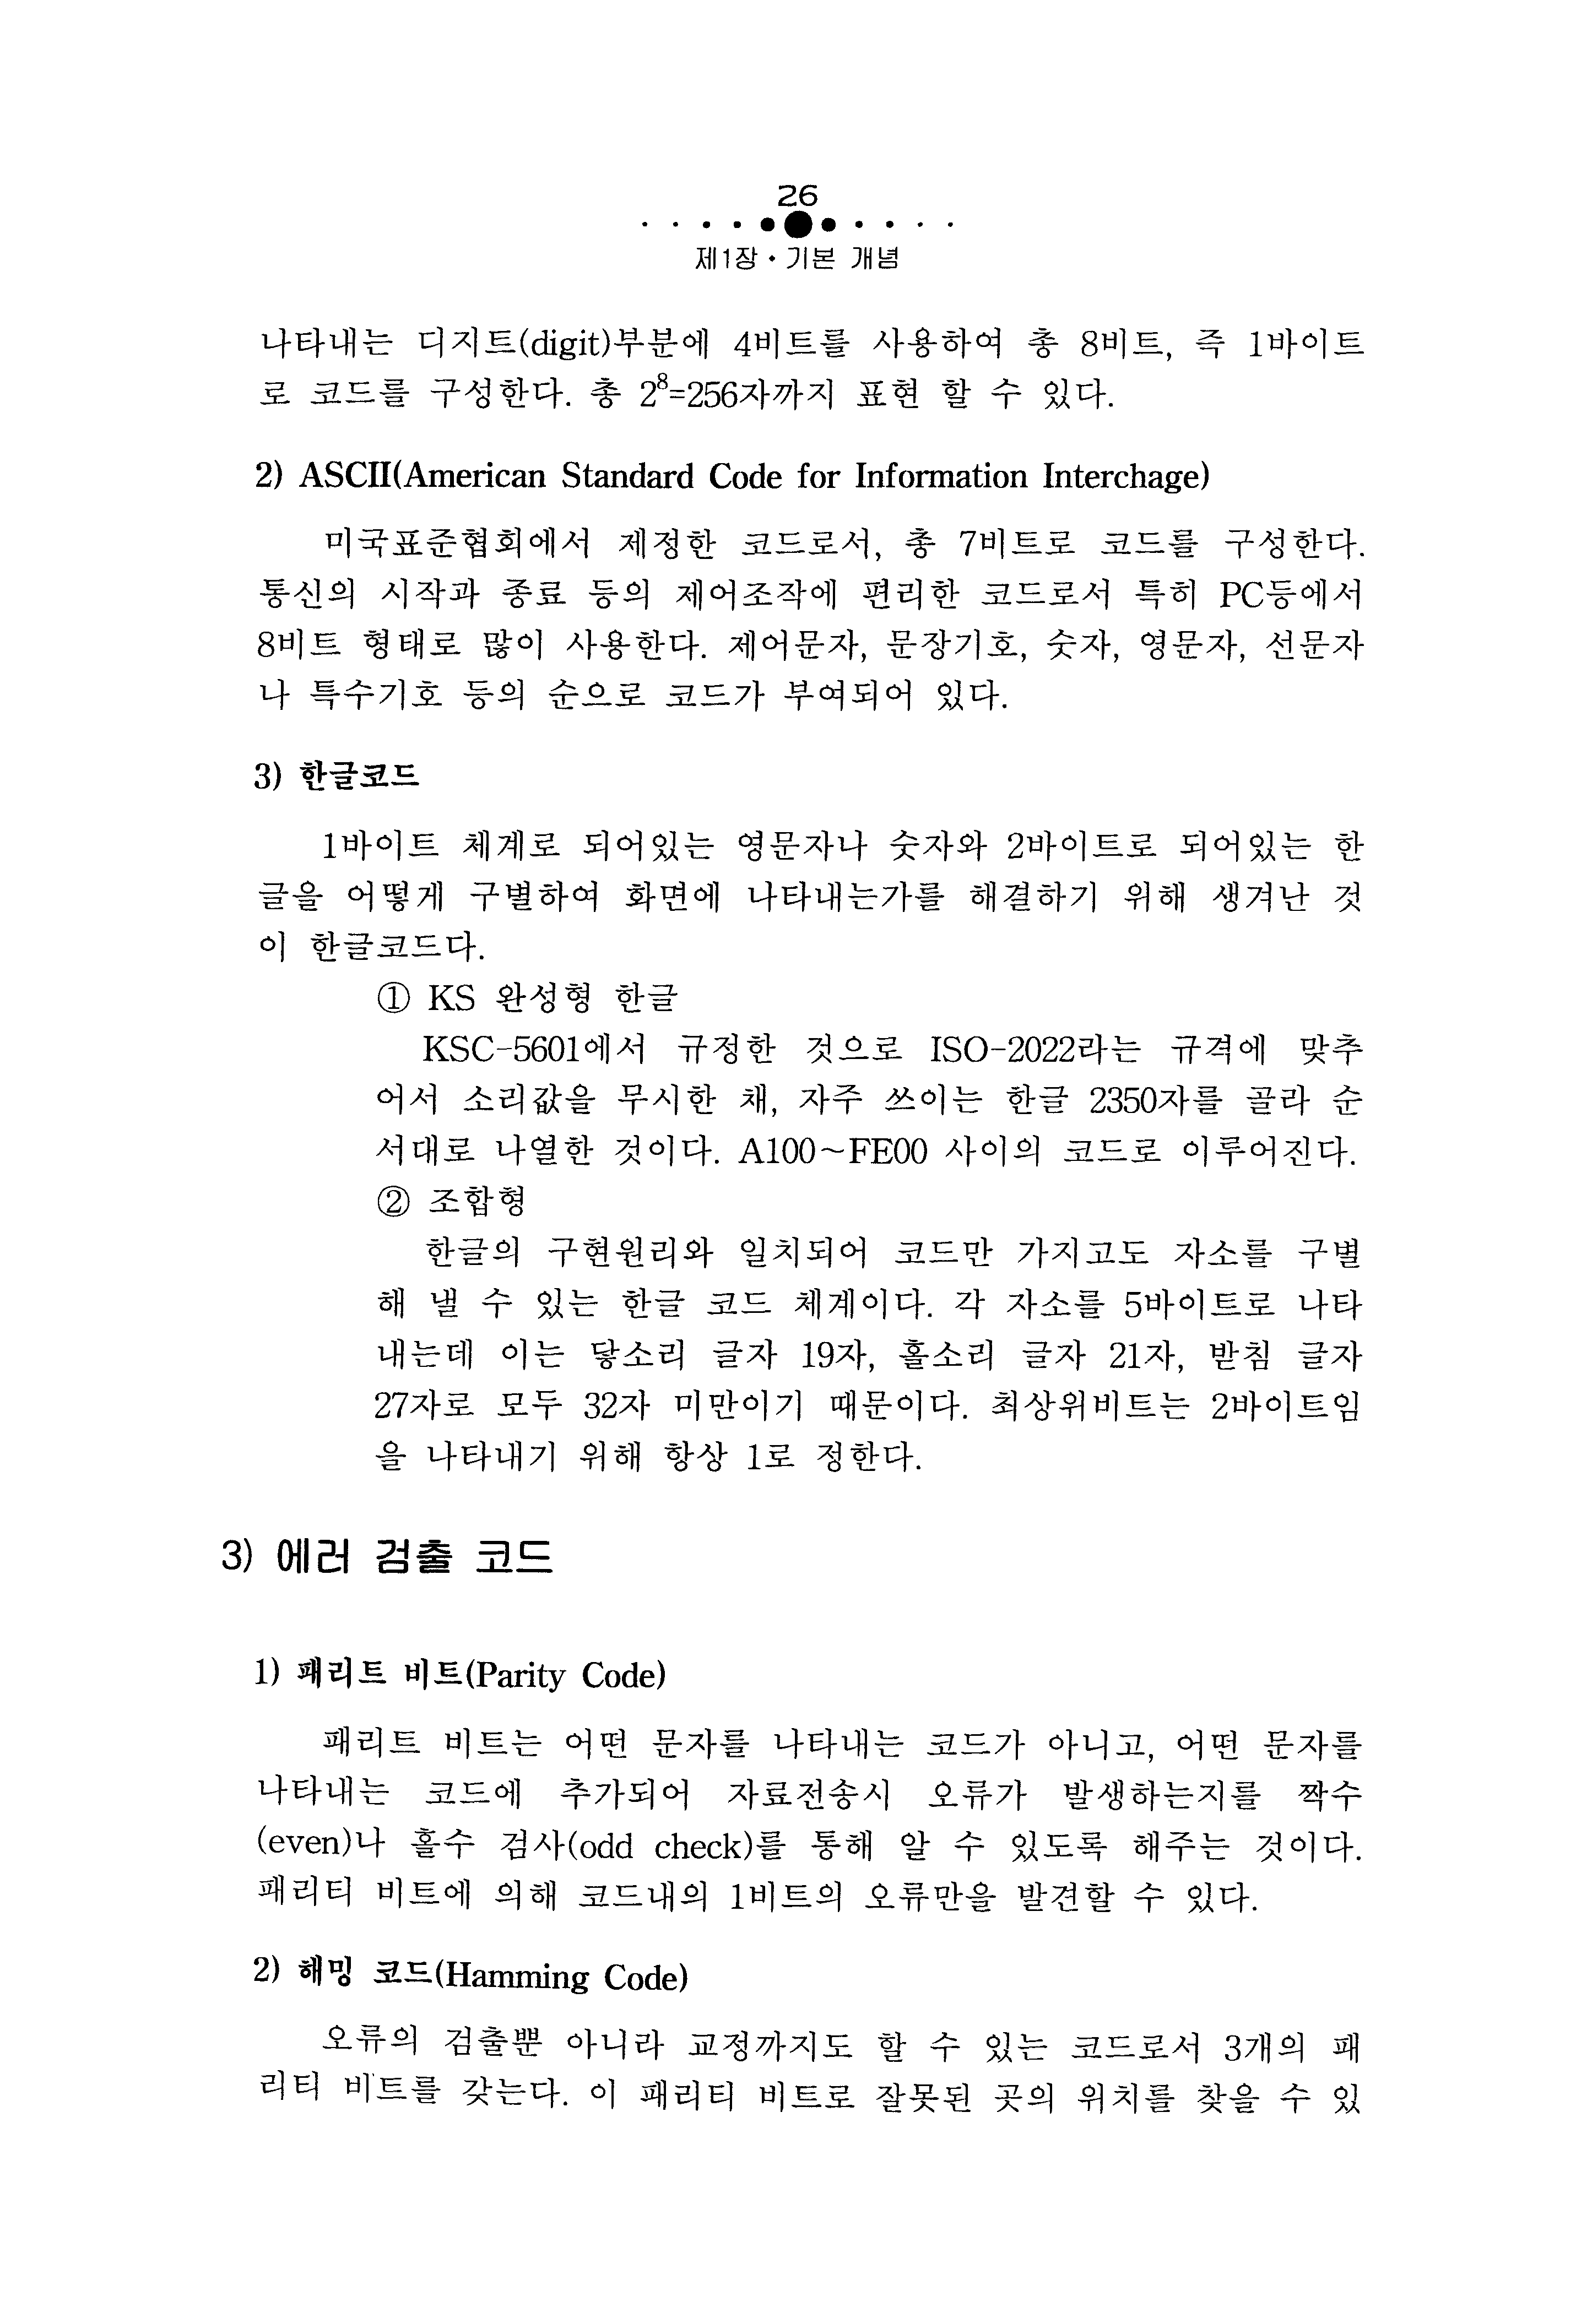 26
제1장 • 기본 개념
나타내는 디지트(digit)부분에 4비트를 사용하여 총 8비트, 즉 1바이트
로 코드를 구성한다. 총 2⁸=256자까지 표현 할 수 있다.
2) ASCII(American Standard Code for Information Interchage)
미국표준협회에서 제정한 코드로서, 총 7비트로 코드를 구성한다.
통신의 시작과 종료 등의 제어조작에 편리한 코드로서 특히 PC등에서
8비트 형태로 많이 사용한다. 제어문자, 문장기호, 숫자, 영문자, 선문자
나 특수기호 등의 순으로 코드가 부여되어 있다.
3) 한글코드
1바이트 체계로 되어있는 영문자나 숫자와 2바이트로 되어있는 한
글을 어떻게 구별하여 화면에 나타내는가를 해결하기 위해 생겨난 것
이 한글코드다.
① KS 완성형 한글
KSC-5601에서 규정한 것으로 ISO-2022라는 규격에 맞추
어서 소리값을 무시한 채, 자주 쓰이는 한글 2350자를 골라 순
서대로 나열한 것이다. A100~FE00 사이의 코드로 이루어진다.
② 조합형
한글의 구현원리와 일치되어 코드만 가지고도 자소를 구별
해 낼 수 있는 한글 코드 체계이다. 각 자소를 5바이트로 나타
내는데 이는 닿소리 글자 19자, 홀소리 글자 21자, 받침 글자
27자로 모두 32자 미만이기 때문이다. 최상위비트는 2바이트임
을 나타내기 위해 항상 1로 정한다.
3) 에러 검출 코드
1) 패리트 비트(Parity Code)
패리트 비트는 어떤 문자를 나타내는 코드가 아니고, 어떤 문자를
나타내는 코드에 추가되어 자료전송시 오류가 발생하는지를 짝수
(even)나 홀수 검사(odd check)를 통해 알 수 있도록 해주는 것이다.
패리티 비트에 의해 코드내의 1비트의 오류만을 발견할 수 있다.
2) 해밍 코드(Hamming Code)
오류의 검출뿐 아니라 교정까지도 할 수 있는 코드로서 3개의 패
리티 비트를 갖는다. 이 패리티 비트로 잘못된 곳의 위치를 찾을 수 있